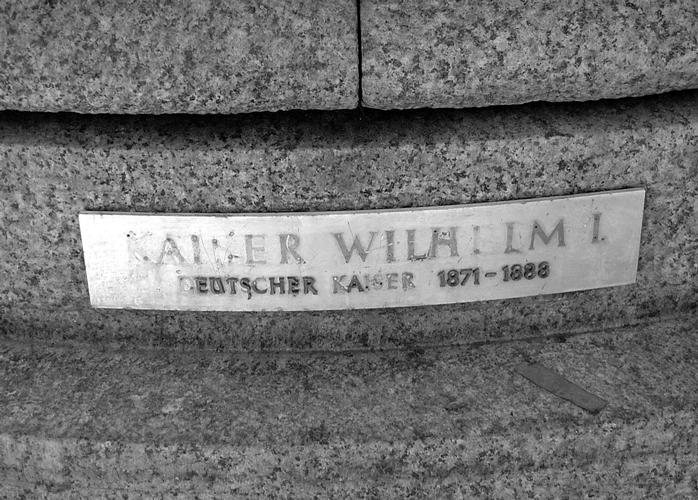 KAISER WILHELM I.
DEUTSCHER KAISER 1871-1888